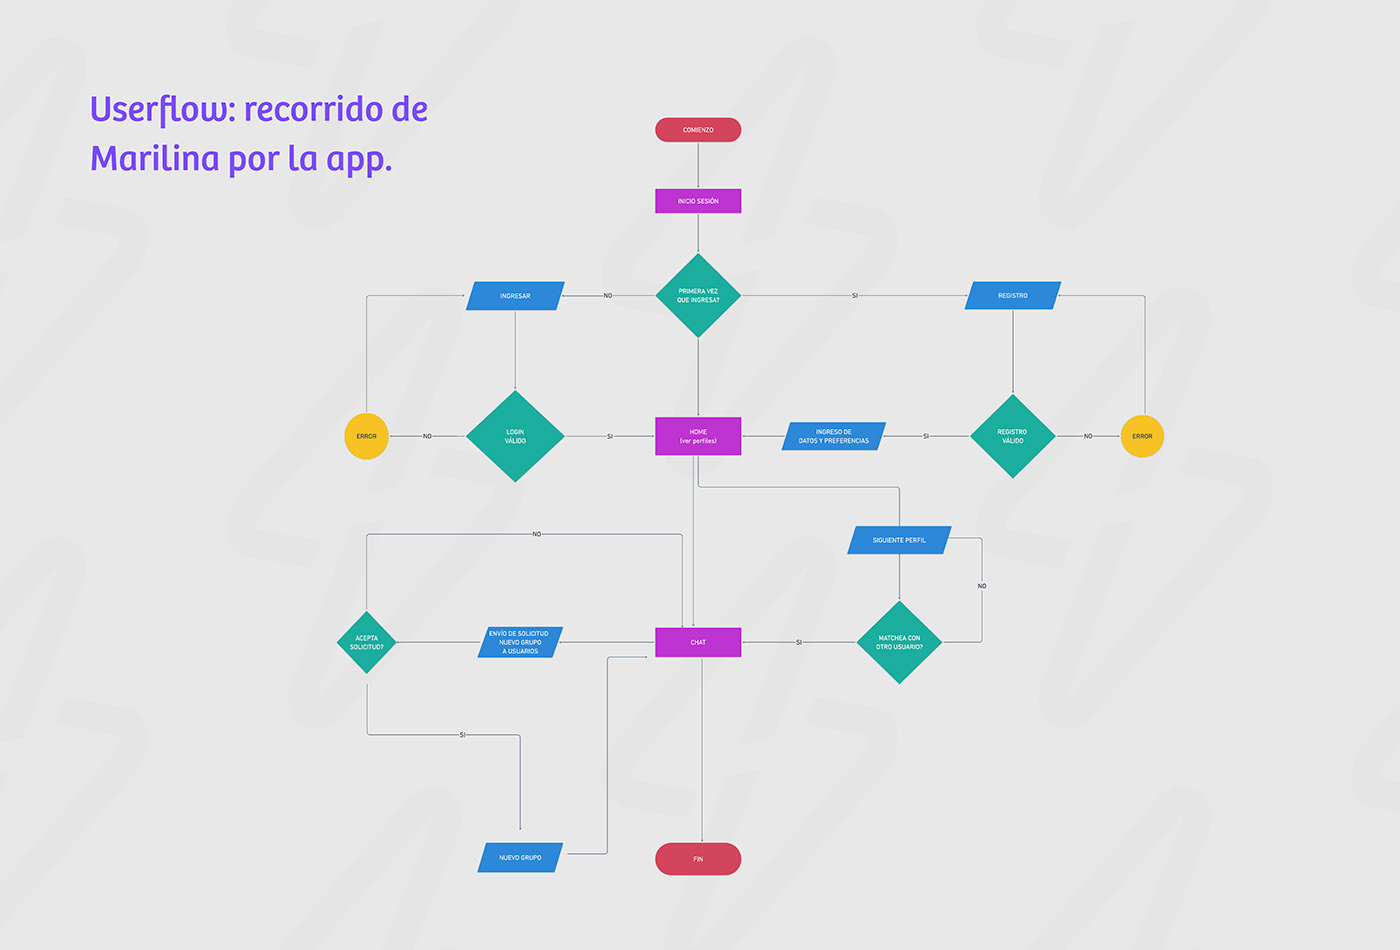 Userflow: recorrido de
Marilina por la app.
COMIENZO
INICIO SESIÓN
PRIMERA VEZ
QUE INGRESA?
NO
SI
INGRESAR
REGISTRO
ERROR
NO
LOGIN
VÁLIDO
SI
HOME
(ver perfiles)
INGRESO DE
DATOS Y PREFERENCIAS
SI
REGISTRO
VÁLIDO
NO
ERROR
NO
SIGUIENTE PERFIL
NO
ACEPTA
SOLICITUD?
ENVÍO DE SOLICITUD
NUEVO GRUPO
A USUARIOS
CHAT
SI
MATCHEA CON
OTRO USUARIO?
SI
NUEVO GRUPO
FIN